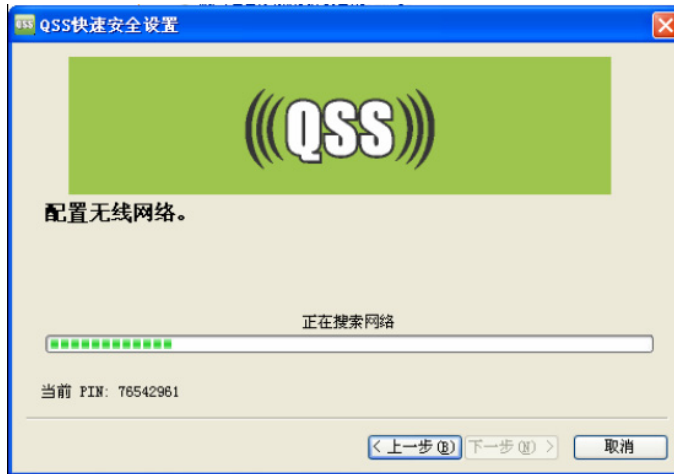 QSS快速安全设置
(((QSS)))
配置无线网络。
正在搜索网络
当前 PIN: 76542961
< 上一步(B) 下一步(N) > 取消